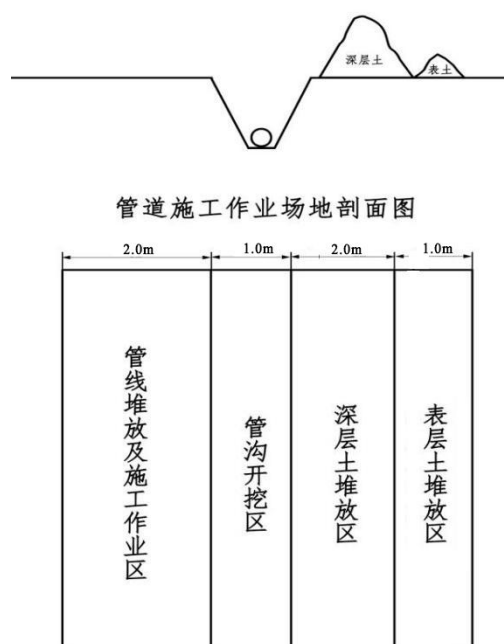 深层土
表土
管道施工作业场地剖面图
2.0m 1.0m 2.0m 1.0m
管线堆放及施工作业区
管沟开挖区
深层土堆放区
表层土堆放区